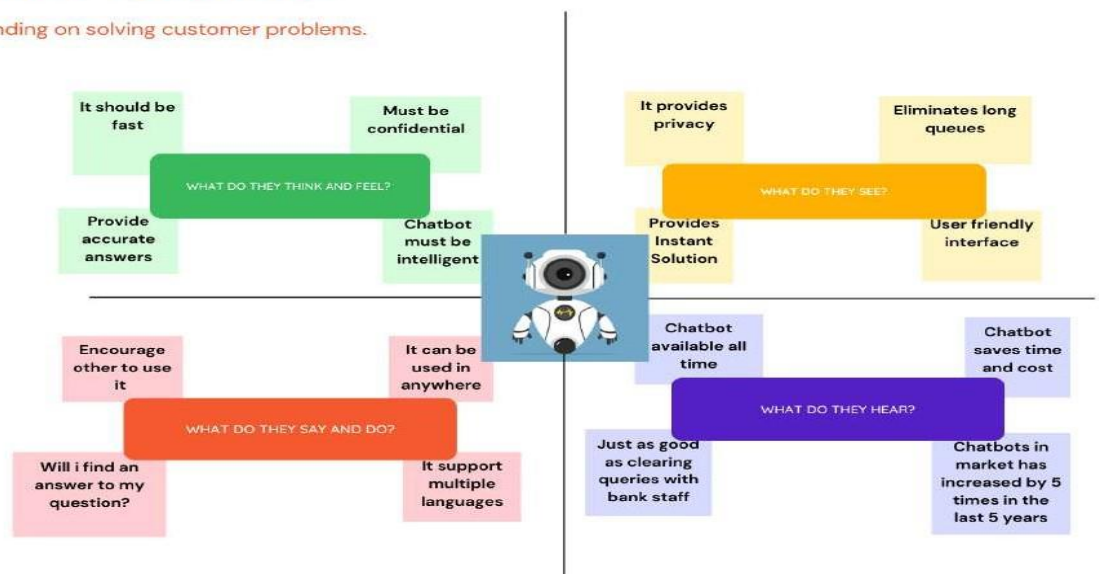 nding on solving customer problems.
It should be
fast
Must be
confidential
WHAT DO THEY THINK AND FEEL?
Provide
accurate
answers
Chatbot
must be
intelligent
It provides
privacy
Eliminates long
queues
WHAT DO THEY SEE?
Provides
Instant
Solution
User friendly
interface
Encourage
other to use
it
It can be
used in
anywhere
WHAT DO THEY SAY AND DO?
Will i find an
answer to my
question?
It support
multiple
languages
Chatbot
available all
time
Chatbot
saves time
and cost
WHAT DO THEY HEAR?
Just as good
as clearing
queries with
bank staff
Chatbots in
market has
increased by 5
times in the
last 5 years